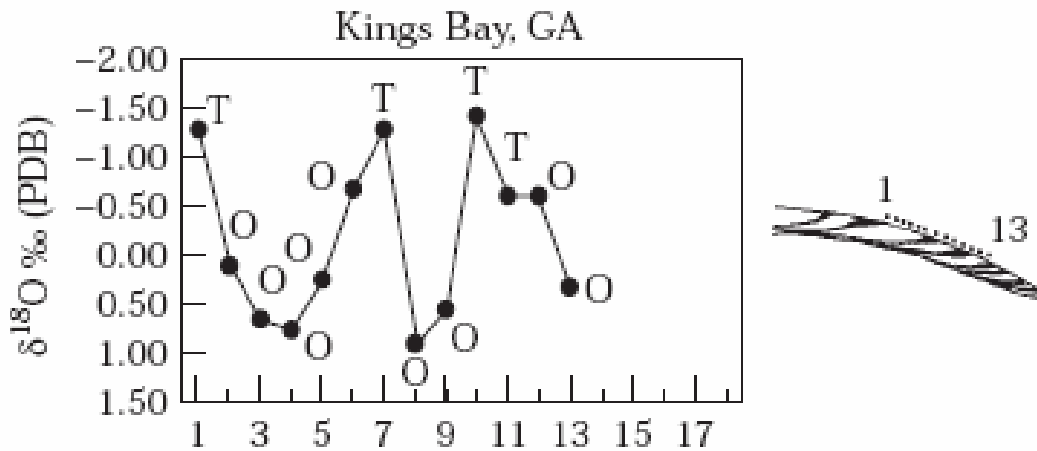 Kings Bay, GA
δ¹⁸O ‰ (PDB)
−2.00
−1.50
−1.00
−0.50
0.00
0.50
1.00
1.50
T
O
O
O
O
O
O
T
O
O
T
T
O
O
1 3 5 7 9 11 13 15 17
1
13